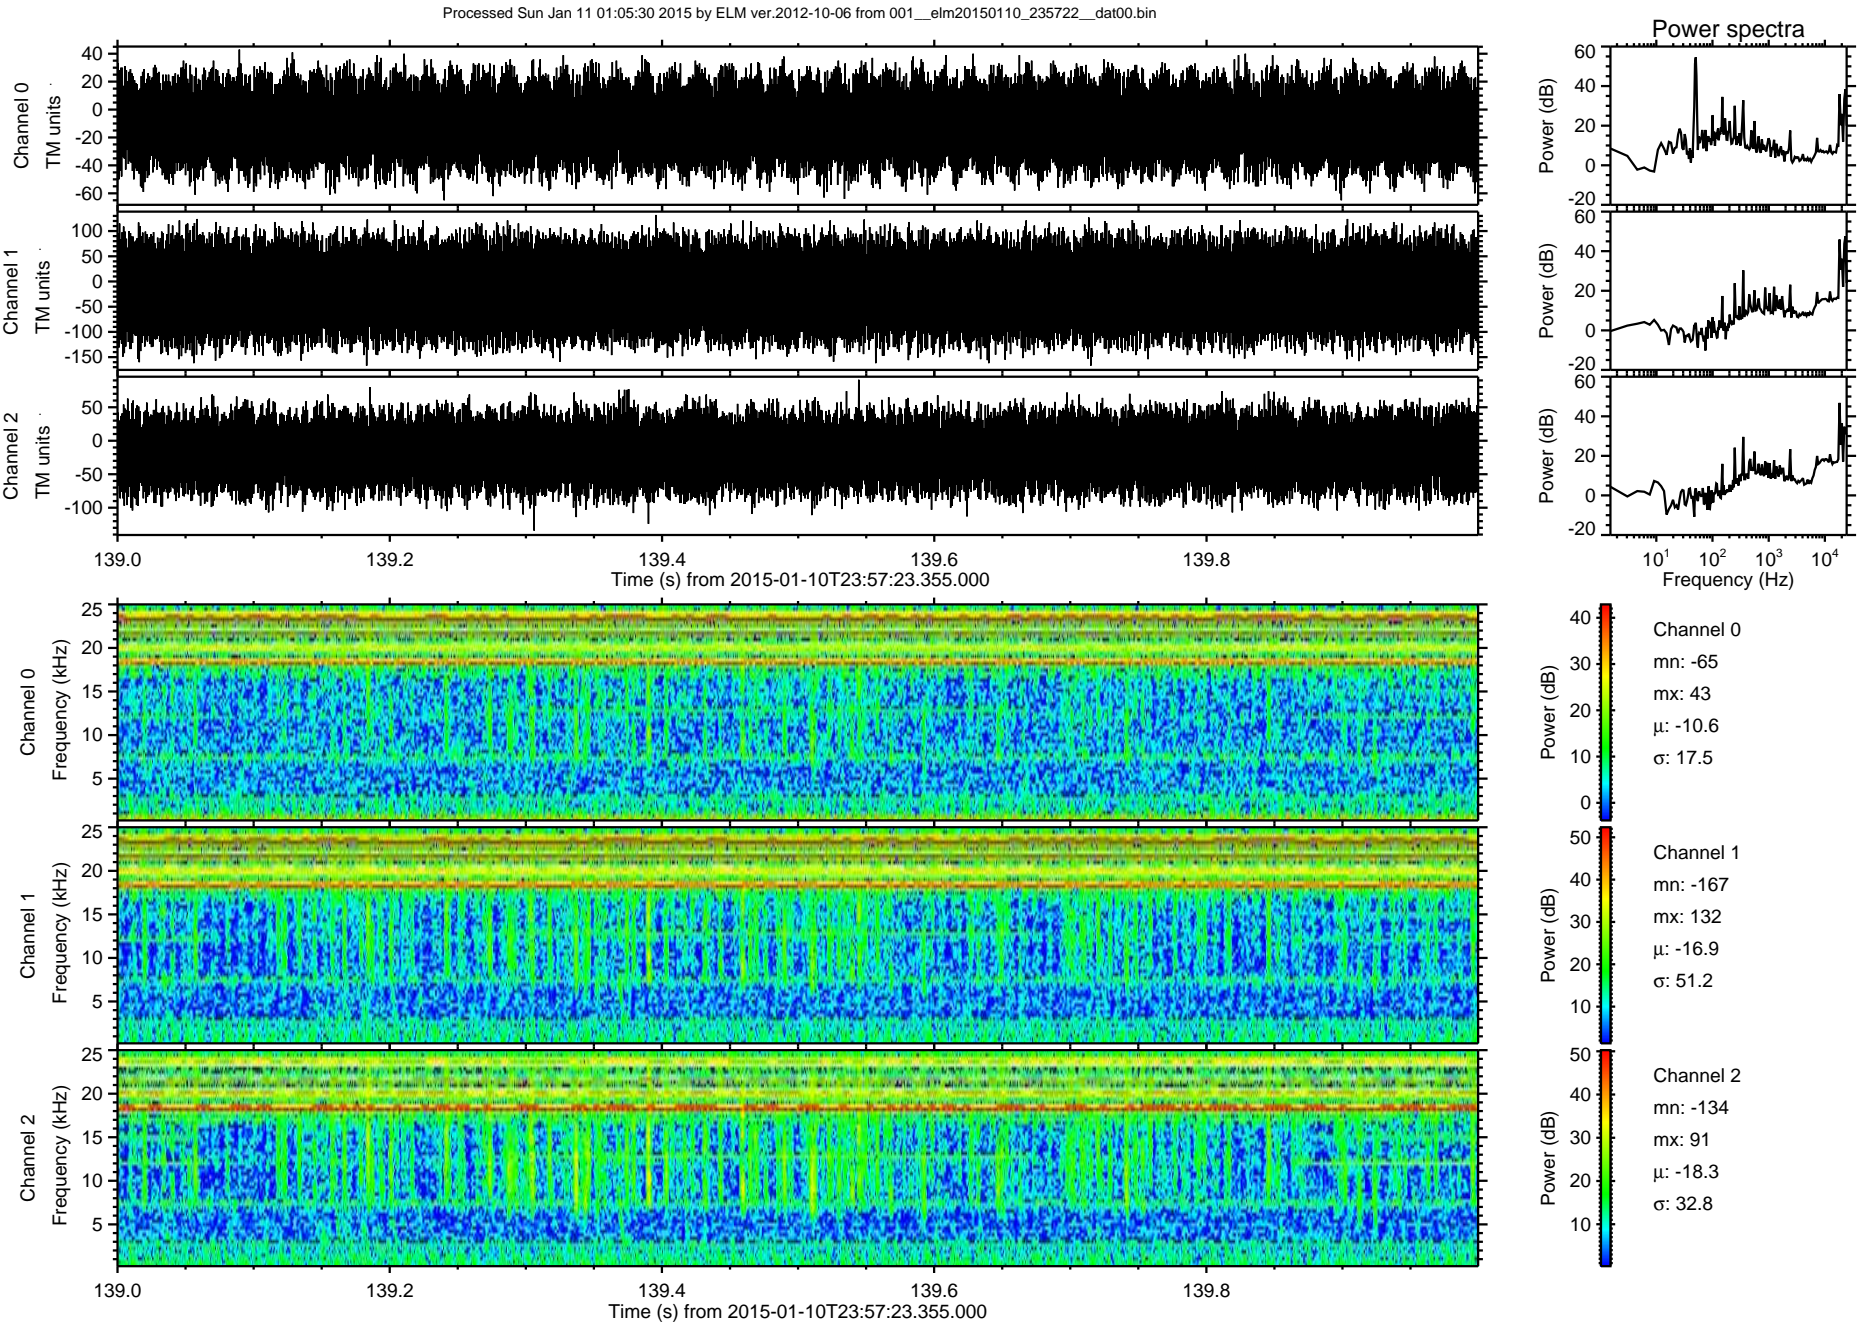 Processed Sun Jan 11 01:05:30 2015 by ELM ver.2012-10-06 from 001__elm20150110_235722__dat00.bin
Power spectra
Channel 0
TM units
40
20
0
-20
-40
-60
Power (dB)
60
40
20
0
-20
Channel 1
TM units
100
50
0
-50
-100
-150
Power (dB)
60
40
20
0
-20
Channel 2
TM units
50
0
-50
-100
Power (dB)
60
40
20
0
-20
139.0 139.2 139.4 139.6 139.8
Time (s) from 2015-01-10T23:57:23.355.000
10¹ 10² 10³ 10⁴
Frequency (Hz)
Channel 0
Frequency (kHz)
25
20
15
10
5
Power (dB)
40
30
20
10
0
Channel 0
mn: -65
mx: 43
μ: -10.6
σ: 17.5
Channel 1
Frequency (kHz)
25
20
15
10
5
Power (dB)
50
40
30
20
10
Channel 1
mn: -167
mx: 132
μ: -16.9
σ: 51.2
Channel 2
Frequency (kHz)
25
20
15
10
5
Power (dB)
50
40
30
20
10
Channel 2
mn: -134
mx: 91
μ: -18.3
σ: 32.8
139.0 139.2 139.4 139.6 139.8
Time (s) from 2015-01-10T23:57:23.355.000